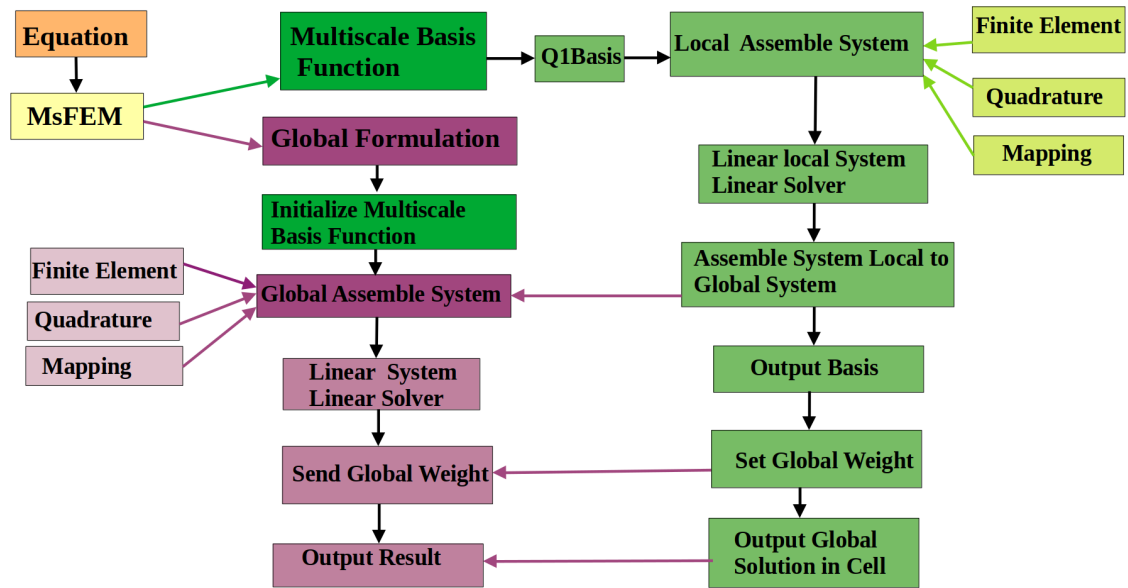 Equation
MsFEM
Multiscale Basis
Function
Q1Basis
Local Assemble System
Finite Element
Quadrature
Mapping
Global Formulation
Initialize Multiscale
Basis Function
Linear local System
Linear Solver
Finite Element
Quadrature
Mapping
Global Assemble System
Assemble System Local to
Global System
Linear System
Linear Solver
Output Basis
Send Global Weight
Set Global Weight
Output Result
Output Global
Solution in Cell